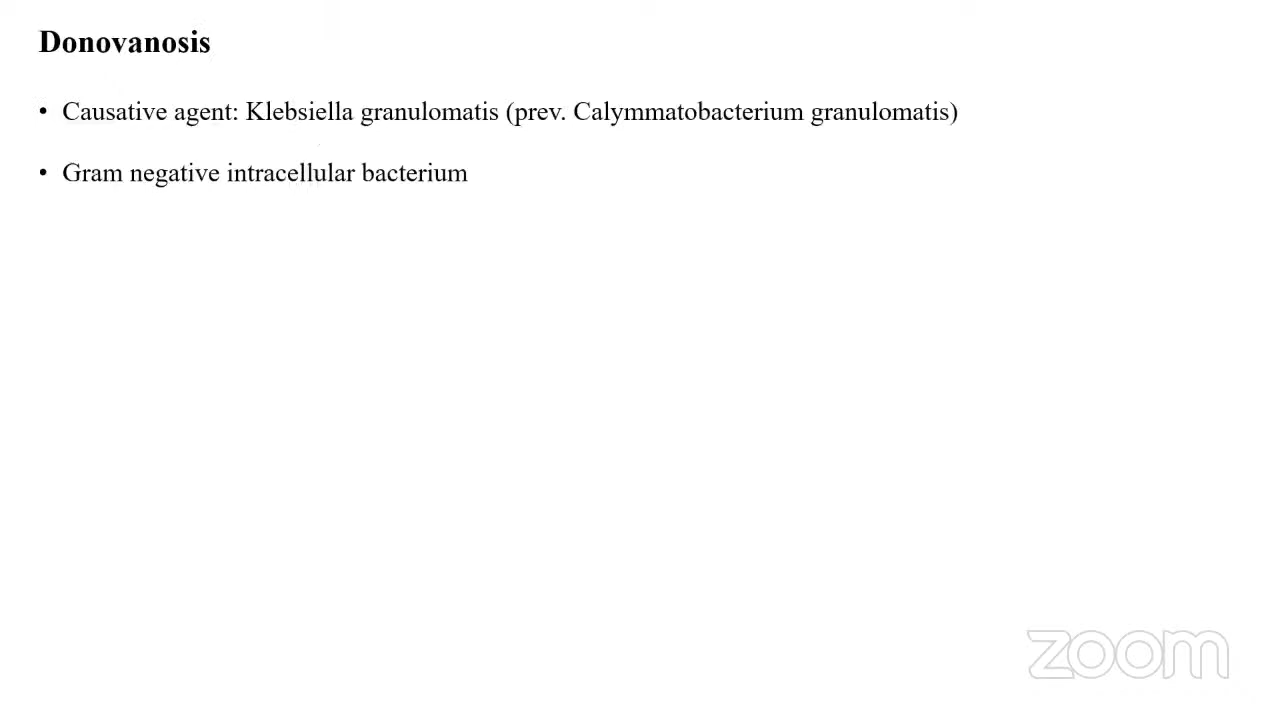 Donovanosis
• Causative agent: Klebsiella granulomatis (prev. Calymmatobacterium granulomatis)
• Gram negative intracellular bacterium
zoom